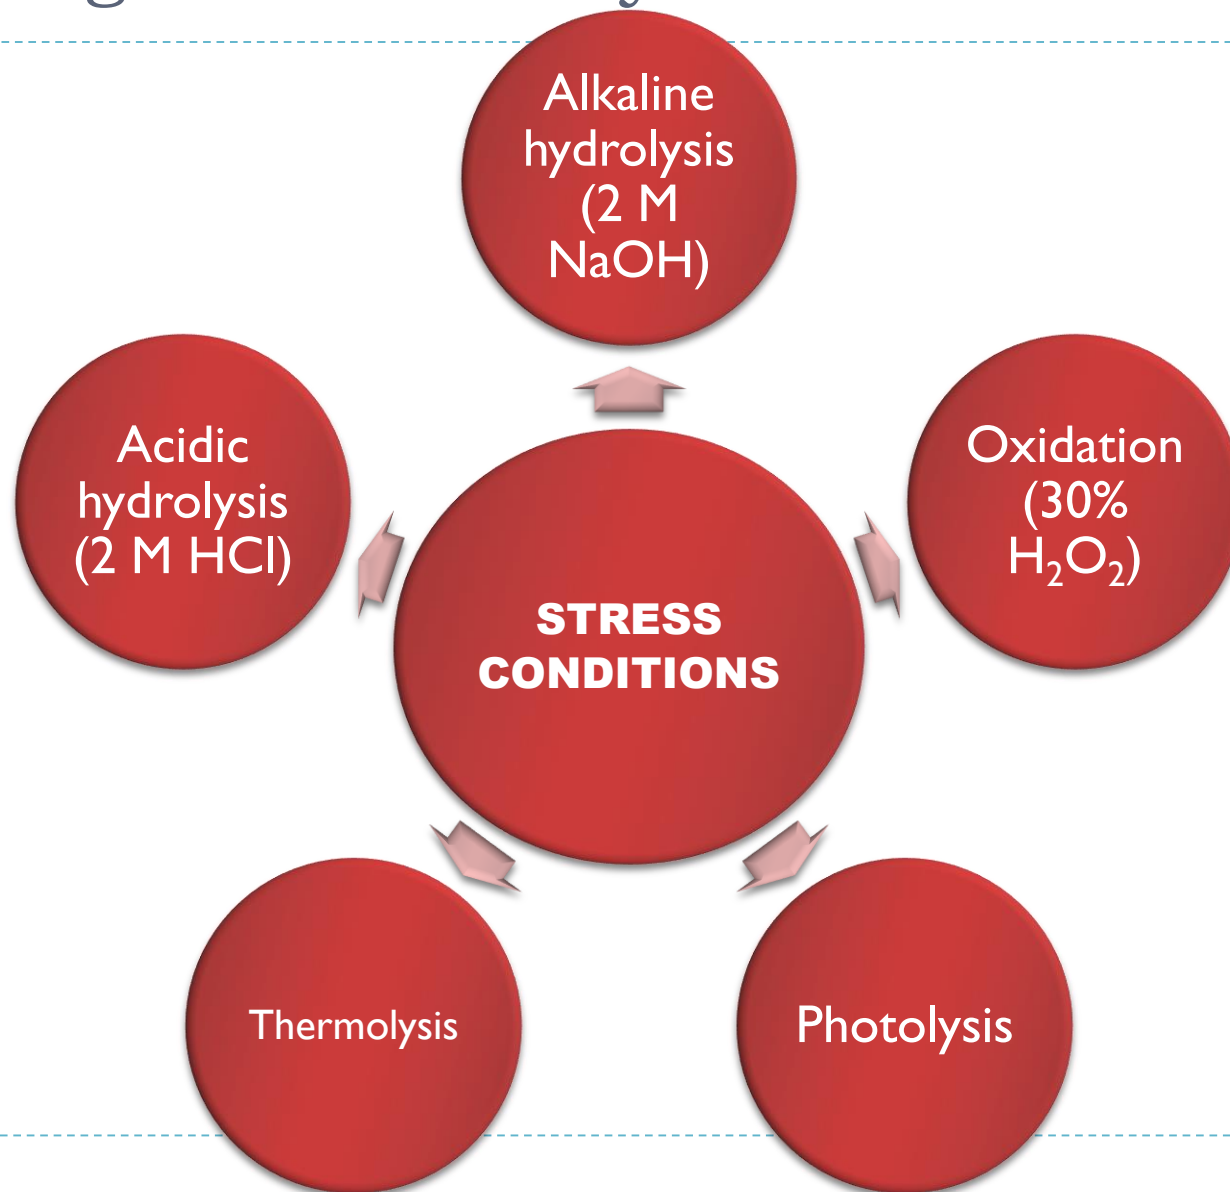 Alkaline
hydrolysis
(2 M
NaOH)
Acidic
hydrolysis
(2 M HCl)
Oxidation
(30%
H₂O₂)
STRESS
CONDITIONS
Thermolysis
Photolysis